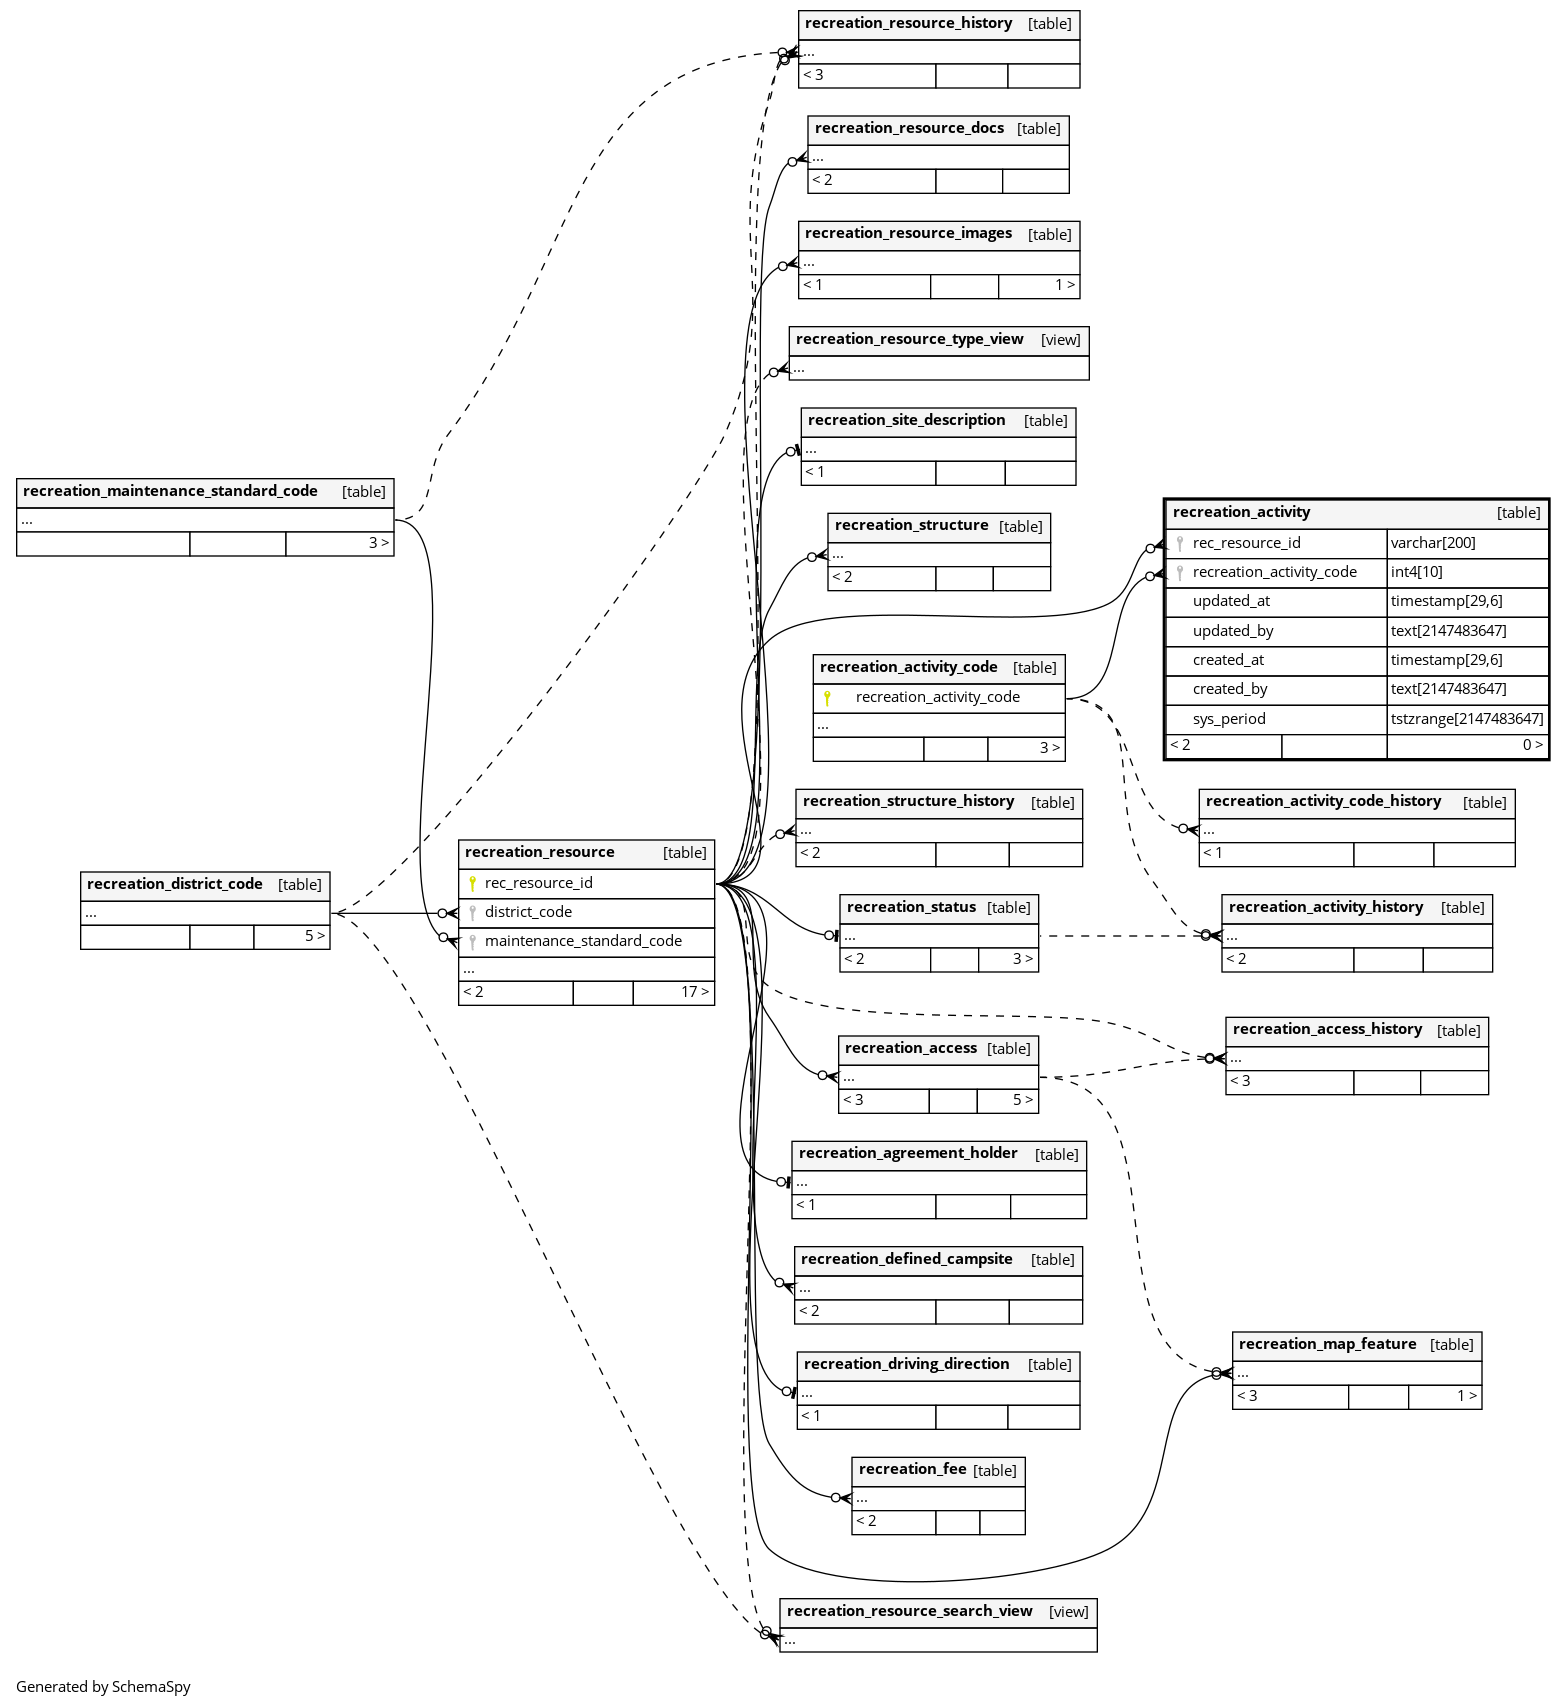 recreation_resource_history [table]
...
< 3
recreation_resource_docs [table]
...
< 2
recreation_resource_images [table]
...
< 1 1 >
recreation_resource_type_view [view]
...
recreation_site_description [table]
...
< 1
recreation_maintenance_standard_code [table]
...
3 >
recreation_structure [table]
...
< 2
recreation_activity [table]
rec_resource_id varchar[200]
recreation_activity_code int4[10]
updated_at timestamp[29,6]
updated_by text[2147483647]
created_at timestamp[29,6]
created_by text[2147483647]
sys_period tstzrange[2147483647]
< 2 0 >
recreation_activity_code [table]
recreation_activity_code
...
3 >
recreation_structure_history [table]
...
< 2
recreation_activity_code_history [table]
...
< 1
recreation_district_code [table]
...
5 >
recreation_resource [table]
rec_resource_id
district_code
maintenance_standard_code
...
< 2 17 >
recreation_status [table]
...
< 2 3 >
recreation_activity_history [table]
...
< 2
recreation_access_history [table]
...
< 3
recreation_access [table]
...
< 3 5 >
recreation_agreement_holder [table]
...
< 1
recreation_defined_campsite [table]
...
< 2
recreation_map_feature [table]
...
< 3 1 >
recreation_driving_direction [table]
...
< 1
recreation_fee [table]
...
< 2
recreation_resource_search_view [view]
...
Generated by SchemaSpy